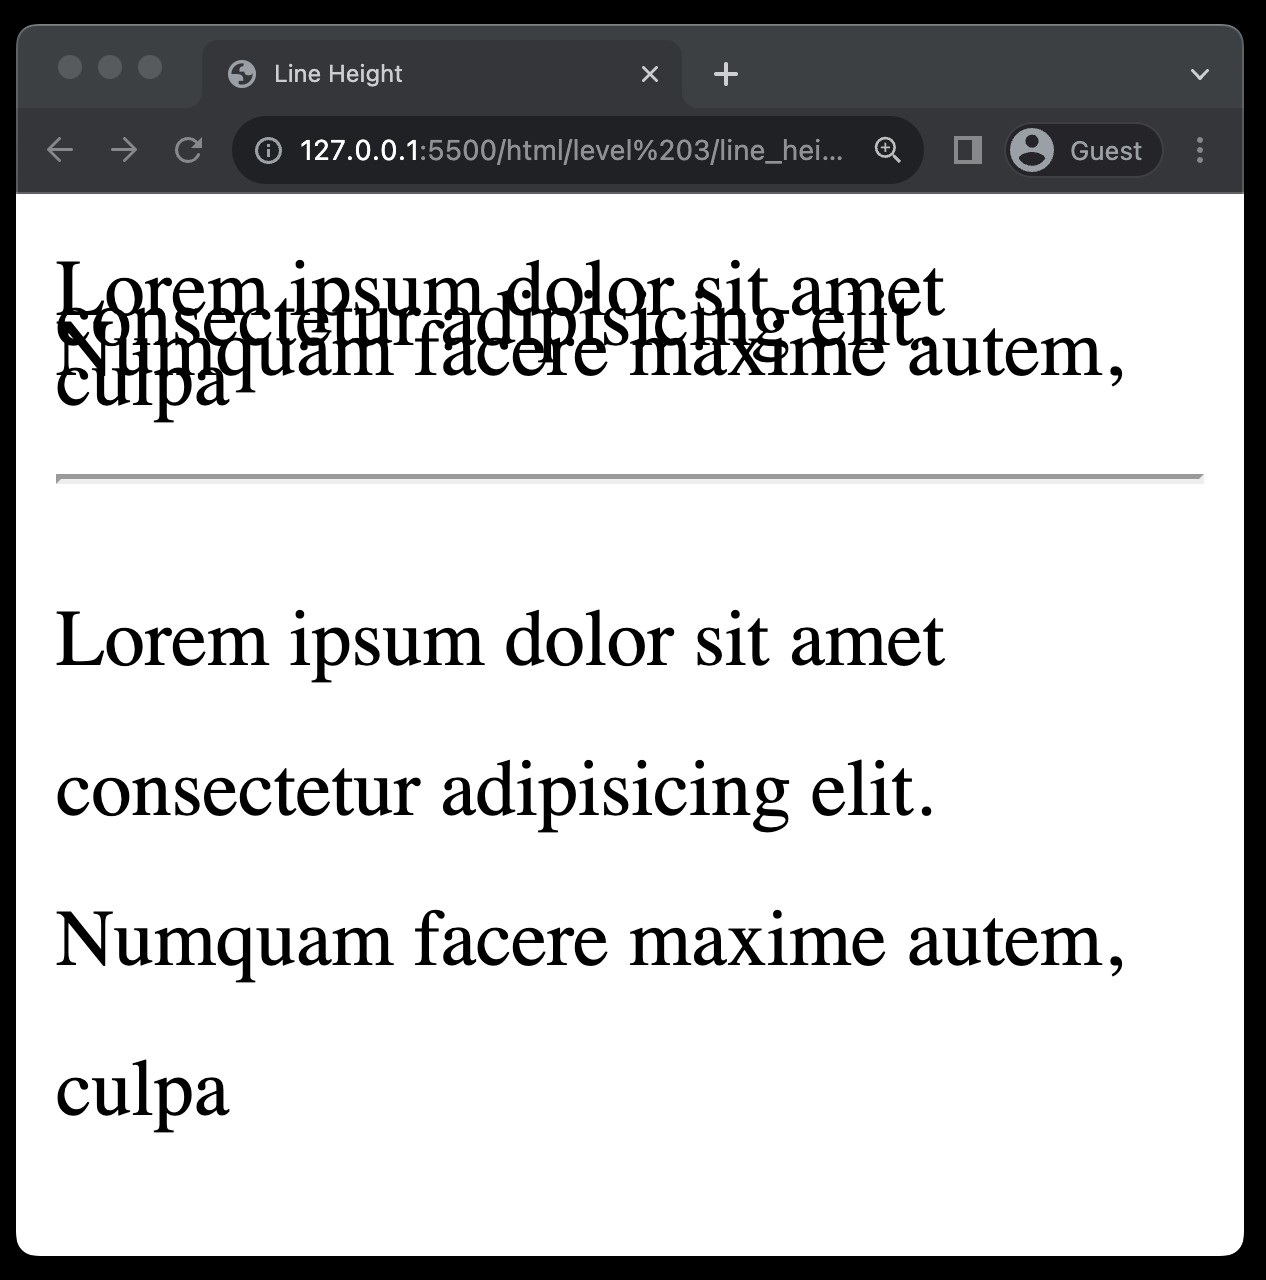 Line Height
127.0.0.1:5500/html/level%203/line_hei...
Guest
Lorem ipsum dolor sit amet
consectetur adipisicing elit.
Numquam facere maxime autem,
culpa
Lorem ipsum dolor sit amet
consectetur adipisicing elit.
Numquam facere maxime autem,
culpa